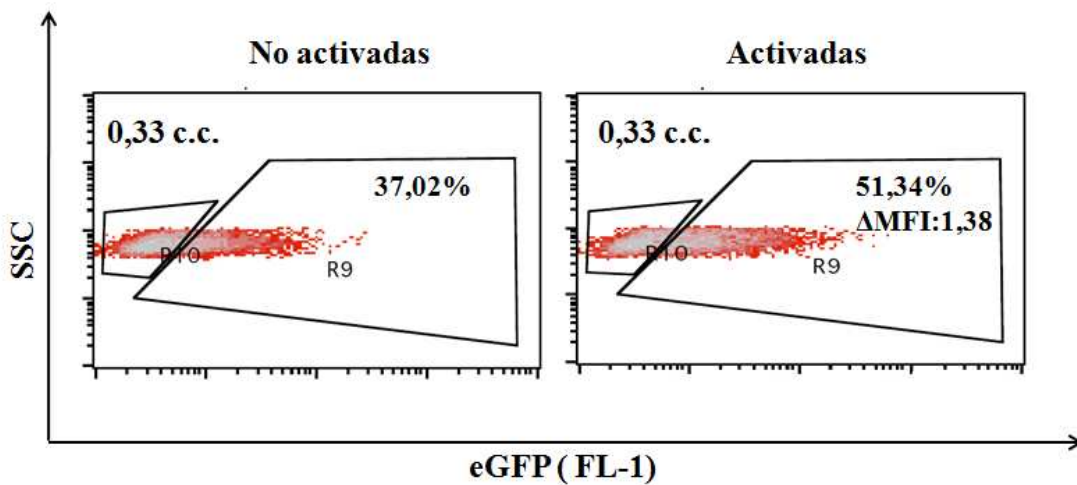 No activadas
Activadas
0,33 c.c.
37,02%
R10
R9
0,33 c.c.
51,34%
ΔMFI:1,38
R10
R9
SSC
eGFP ( FL-1)